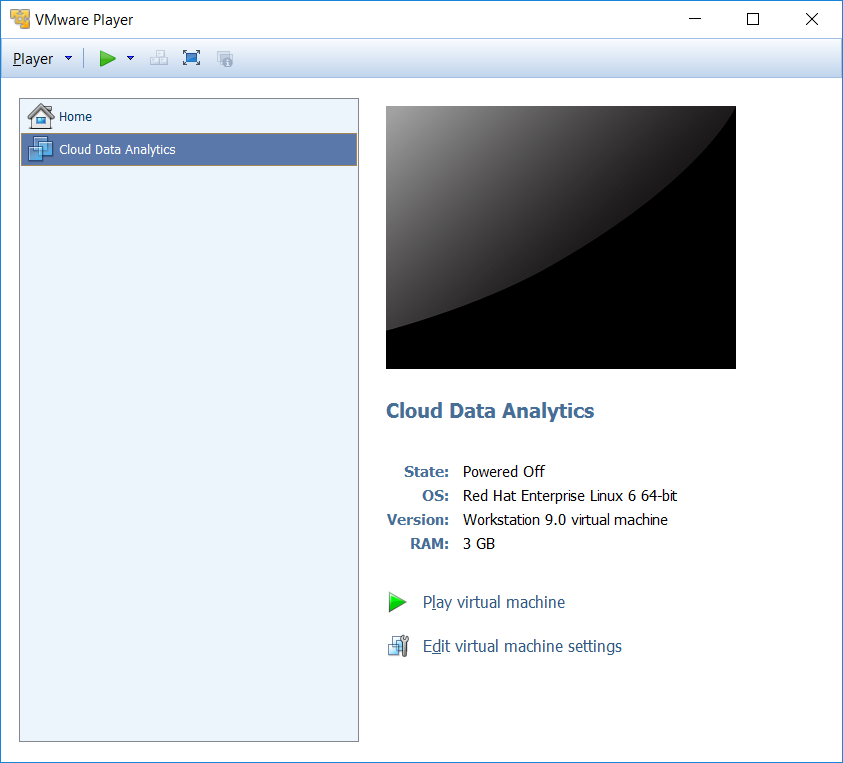 VMware Player
Player
Home
Cloud Data Analytics
Cloud Data Analytics
State: Powered Off
OS: Red Hat Enterprise Linux 6 64-bit
Version: Workstation 9.0 virtual machine
RAM: 3 GB
Play virtual machine
Edit virtual machine settings